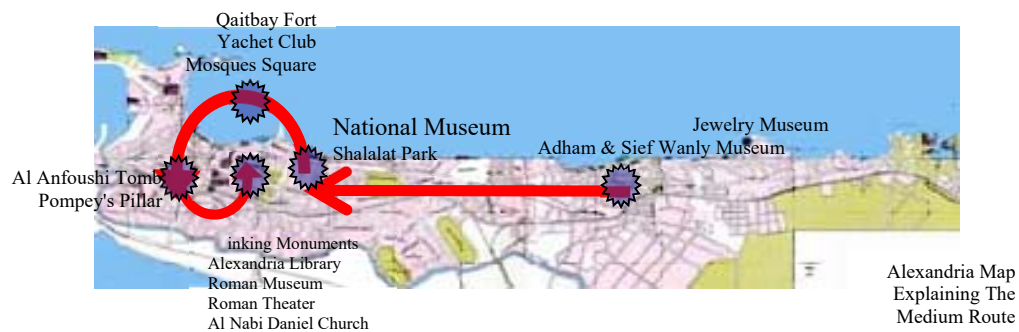 Qaitbay Fort
Yachet Club
Mosques Square
National Museum
Shalalat Park
Jewelry Museum
Adham & Sief Wanly Museum
Al Anfoushi Tomb
Pompey's Pillar
inking Monuments
Alexandria Library
Roman Museum
Roman Theater
Al Nabi Daniel Church
Alexandria Map
Explaining The
Medium Route